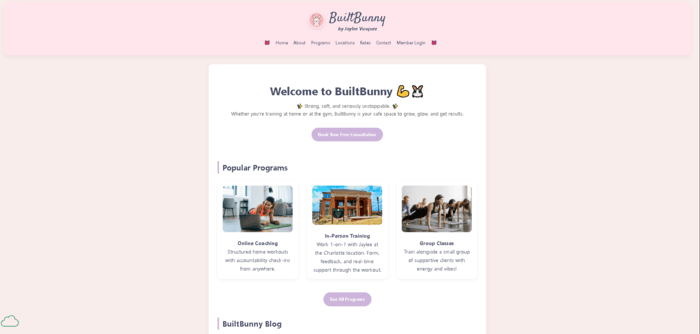 BuiltBunny
by Jaylee Vasquez
Home About Programs Locations Rates Contact Member Login
Welcome to BuiltBunny 💪🐰
Strong, soft, and seriously unstoppable.
Whether you're training at home or at the gym, BuiltBunny is your safe space to grow, glow, and get results.
Book Your Free Consultation
Popular Programs
Online Coaching
Structured home workouts
with accountability check-ins
from anywhere.
In-Person Training
Work 1-on-1 with Jaylee at
the Charlotte location. Form,
feedback, and real-time
support through the workout.
Group Classes
Train alongside a small group
of supportive clients with
energy and vibes!
See All Programs
BuiltBunny Blog